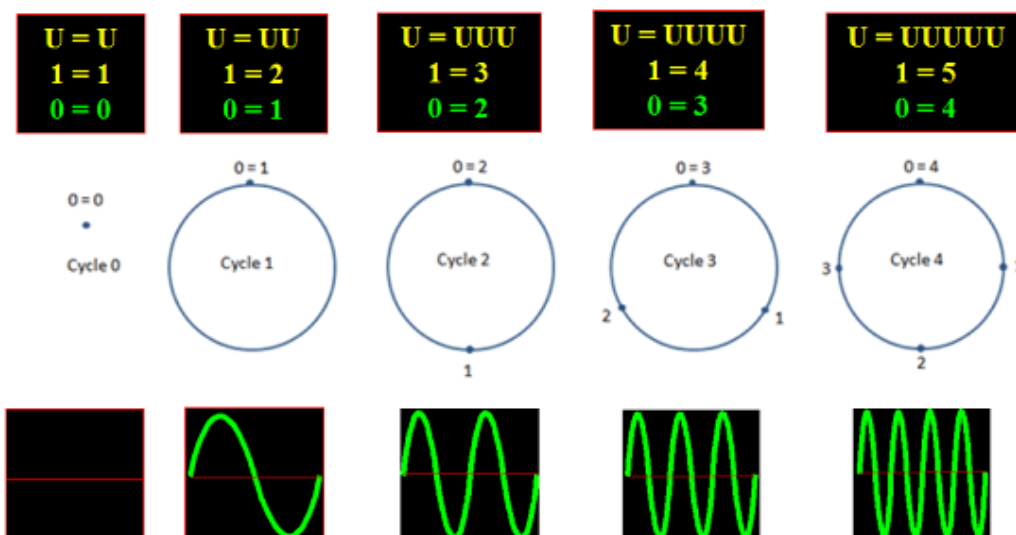 U = U
1 = 1
0 = 0
U = UU
1 = 2
0 = 1
U = UUU
1 = 3
0 = 2
U = UUUU
1 = 4
0 = 3
U = UUUUU
1 = 5
0 = 4
0 = 0
Cycle 0
0 = 1
Cycle 1
0 = 2
Cycle 2
1
0 = 3
Cycle 3
2
1
0 = 4
Cycle 4
3
2